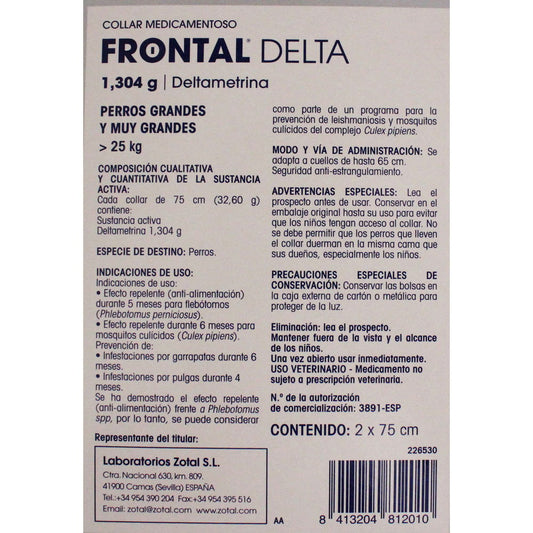 COLLAR MEDICAMENTOSO
FRONTAL® DELTA
1,304 g | Deltametrina
PERROS GRANDES
Y MUY GRANDES
> 25 kg
COMPOSICIÓN CUALITATIVA
Y CUANTITATIVA DE LA SUSTANCIA
ACTIVA:
Cada collar de 75 cm (32,60 g)
contiene:
Sustancia activa
Deltametrina 1,304 g
ESPECIE DE DESTINO: Perros.
INDICACIONES DE USO:
Indicaciones de uso:
• Efecto repelente (anti-alimentación)
durante 5 meses para flebótomos
(Phlebotomus perniciosus).
• Efecto repelente durante 6 meses para
mosquitos culícidos (Culex pipiens).
Prevención de:
• Infestaciones por garrapatas durante 6
meses.
• Infestaciones por pulgas durante 4
meses.
Se ha demostrado el efecto repelente
(anti-alimentación) frente a Phlebotomus
spp, por lo tanto, se puede considerar
como parte de un programa para la
prevención de leishmaniosis y mosquitos
culícidos del complejo Culex pipiens.
MODO Y VÍA DE ADMINISTRACIÓN: Se
adapta a cuellos de hasta 65 cm.
Seguridad anti-estrangulamiento.
ADVERTENCIAS ESPECIALES: Lea el
prospecto antes de usar. Conservar en el
embalaje original hasta su uso para evitar
que los niños tengan acceso al collar. No
se debe permitir que los perros que lleven
el collar duerman en la misma cama que
sus dueños, especialmente los niños.
PRECAUCIONES ESPECIALES DE
CONSERVACIÓN: Conservar las bolsas en
la caja externa de cartón o metálica para
proteger de la luz.
Eliminación: lea el prospecto.
Mantener fuera de la vista y el alcance
de los niños.
Una vez abierto usar inmediatamente.
USO VETERINARIO - Medicamento no
sujeto a prescripción veterinaria.
N.º de la autorización
de comercialización: 3891-ESP
CONTENIDO: 2 x 75 cm
Representante del titular:
Laboratorios Zotal S.L.
Ctra. Nacional 630, km. 809.
41900 Camas (Sevilla) ESPAÑA
Tel.:+34 954 390 204 Fax:+34 954 395 516
Email: zotal@zotal.com - www.zotal.com
AA
226530
8 413204 812010